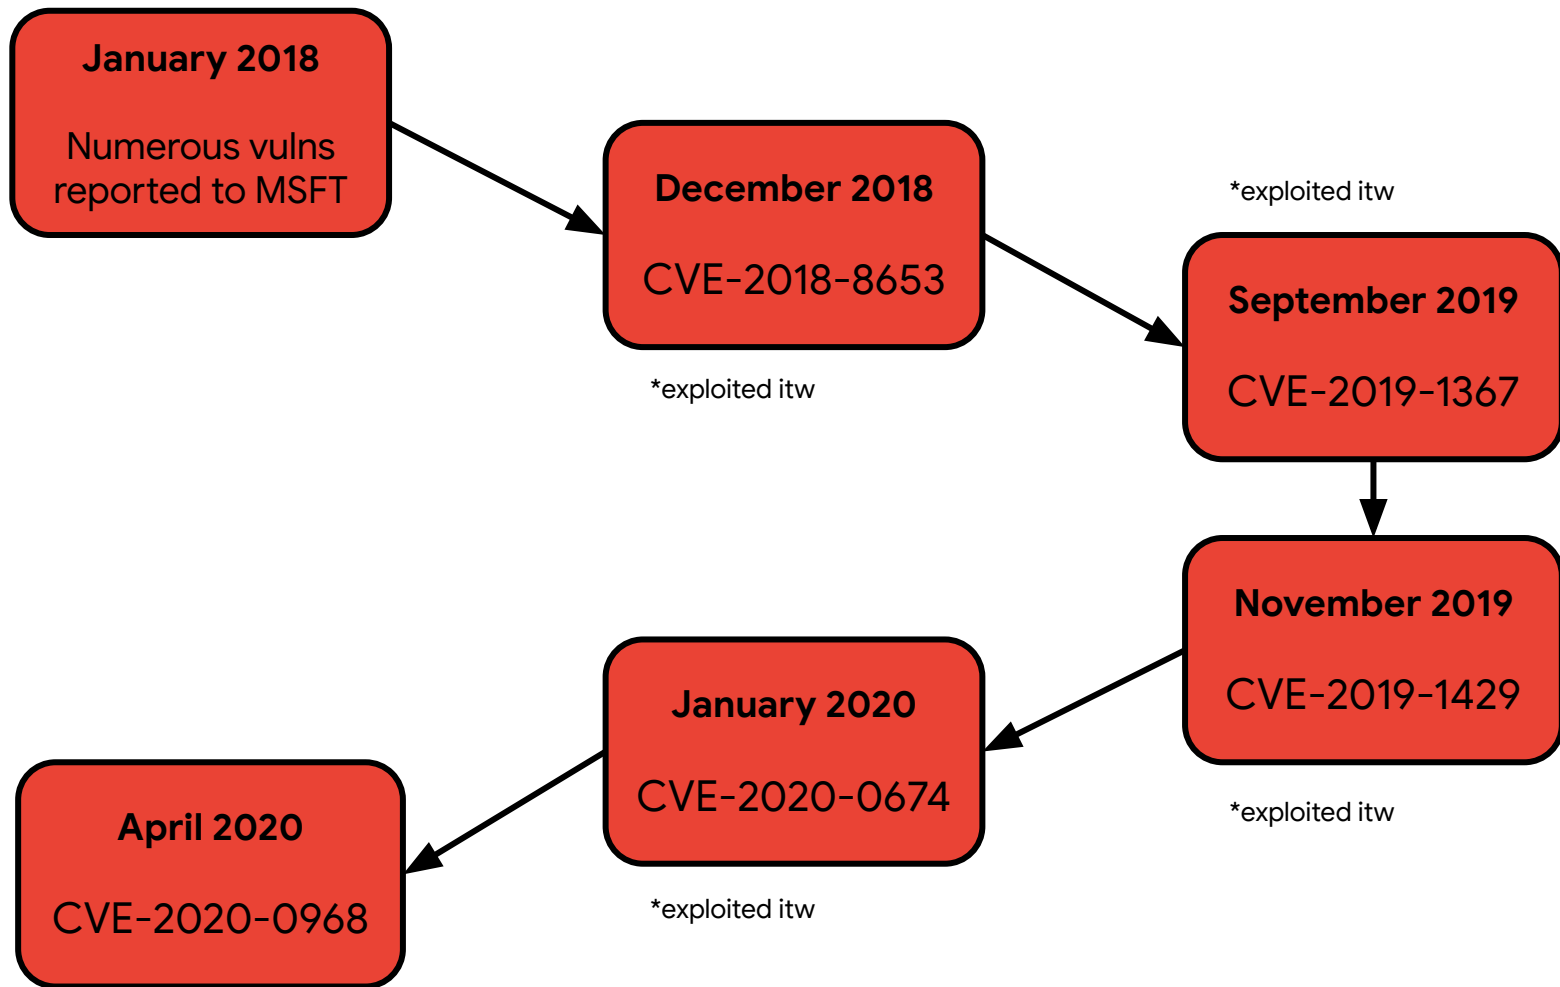 January 2018
Numerous vulns
reported to MSFT
December 2018
CVE-2018-8653
*exploited itw
*exploited itw
September 2019
CVE-2019-1367
November 2019
CVE-2019-1429
*exploited itw
January 2020
CVE-2020-0674
*exploited itw
April 2020
CVE-2020-0968